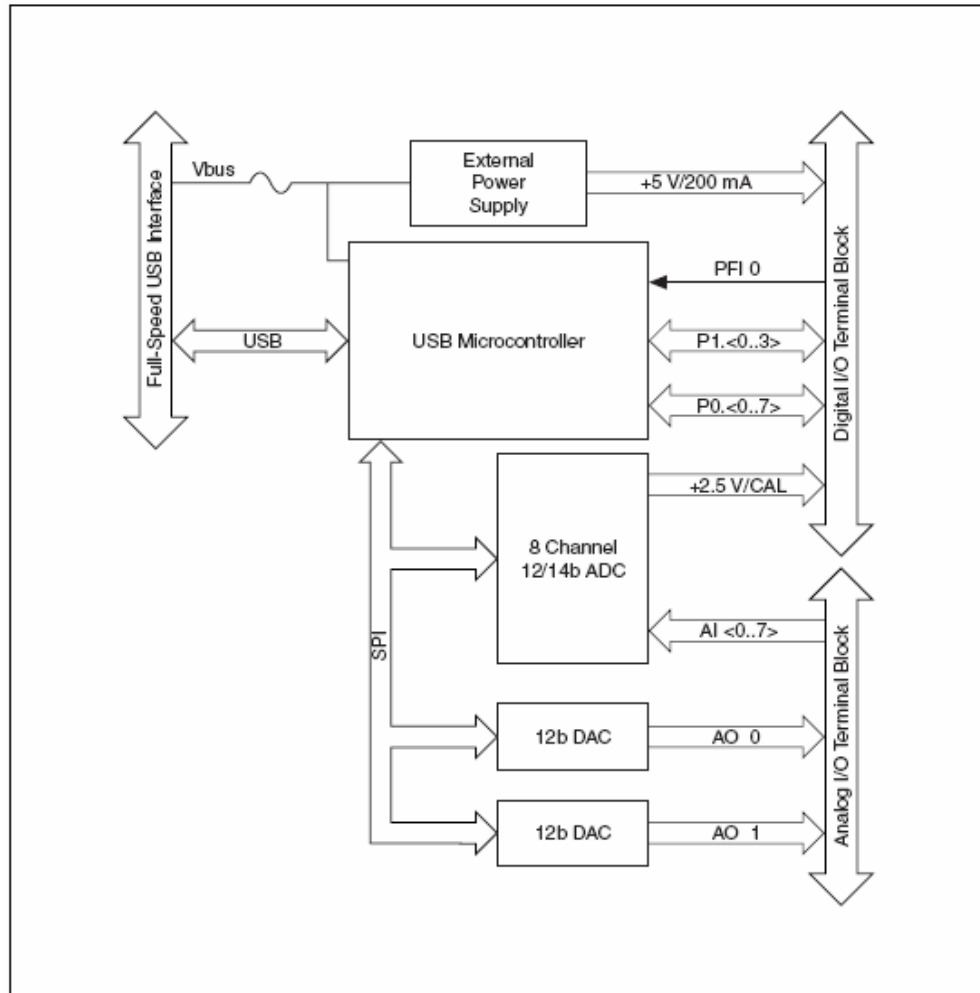 Vbus
External
Power
Supply
+5 V/200 mA
Full-Speed USB Interface
USB
USB Microcontroller
PFI 0
P1.<0..3>
P0.<0..7>
Digital I/O Terminal Block
+2.5 V/CAL
8 Channel
12/14b ADC
AI <0..7>
SPI
12b DAC
AO 0
12b DAC
AO 1
Analog I/O Terminal Block